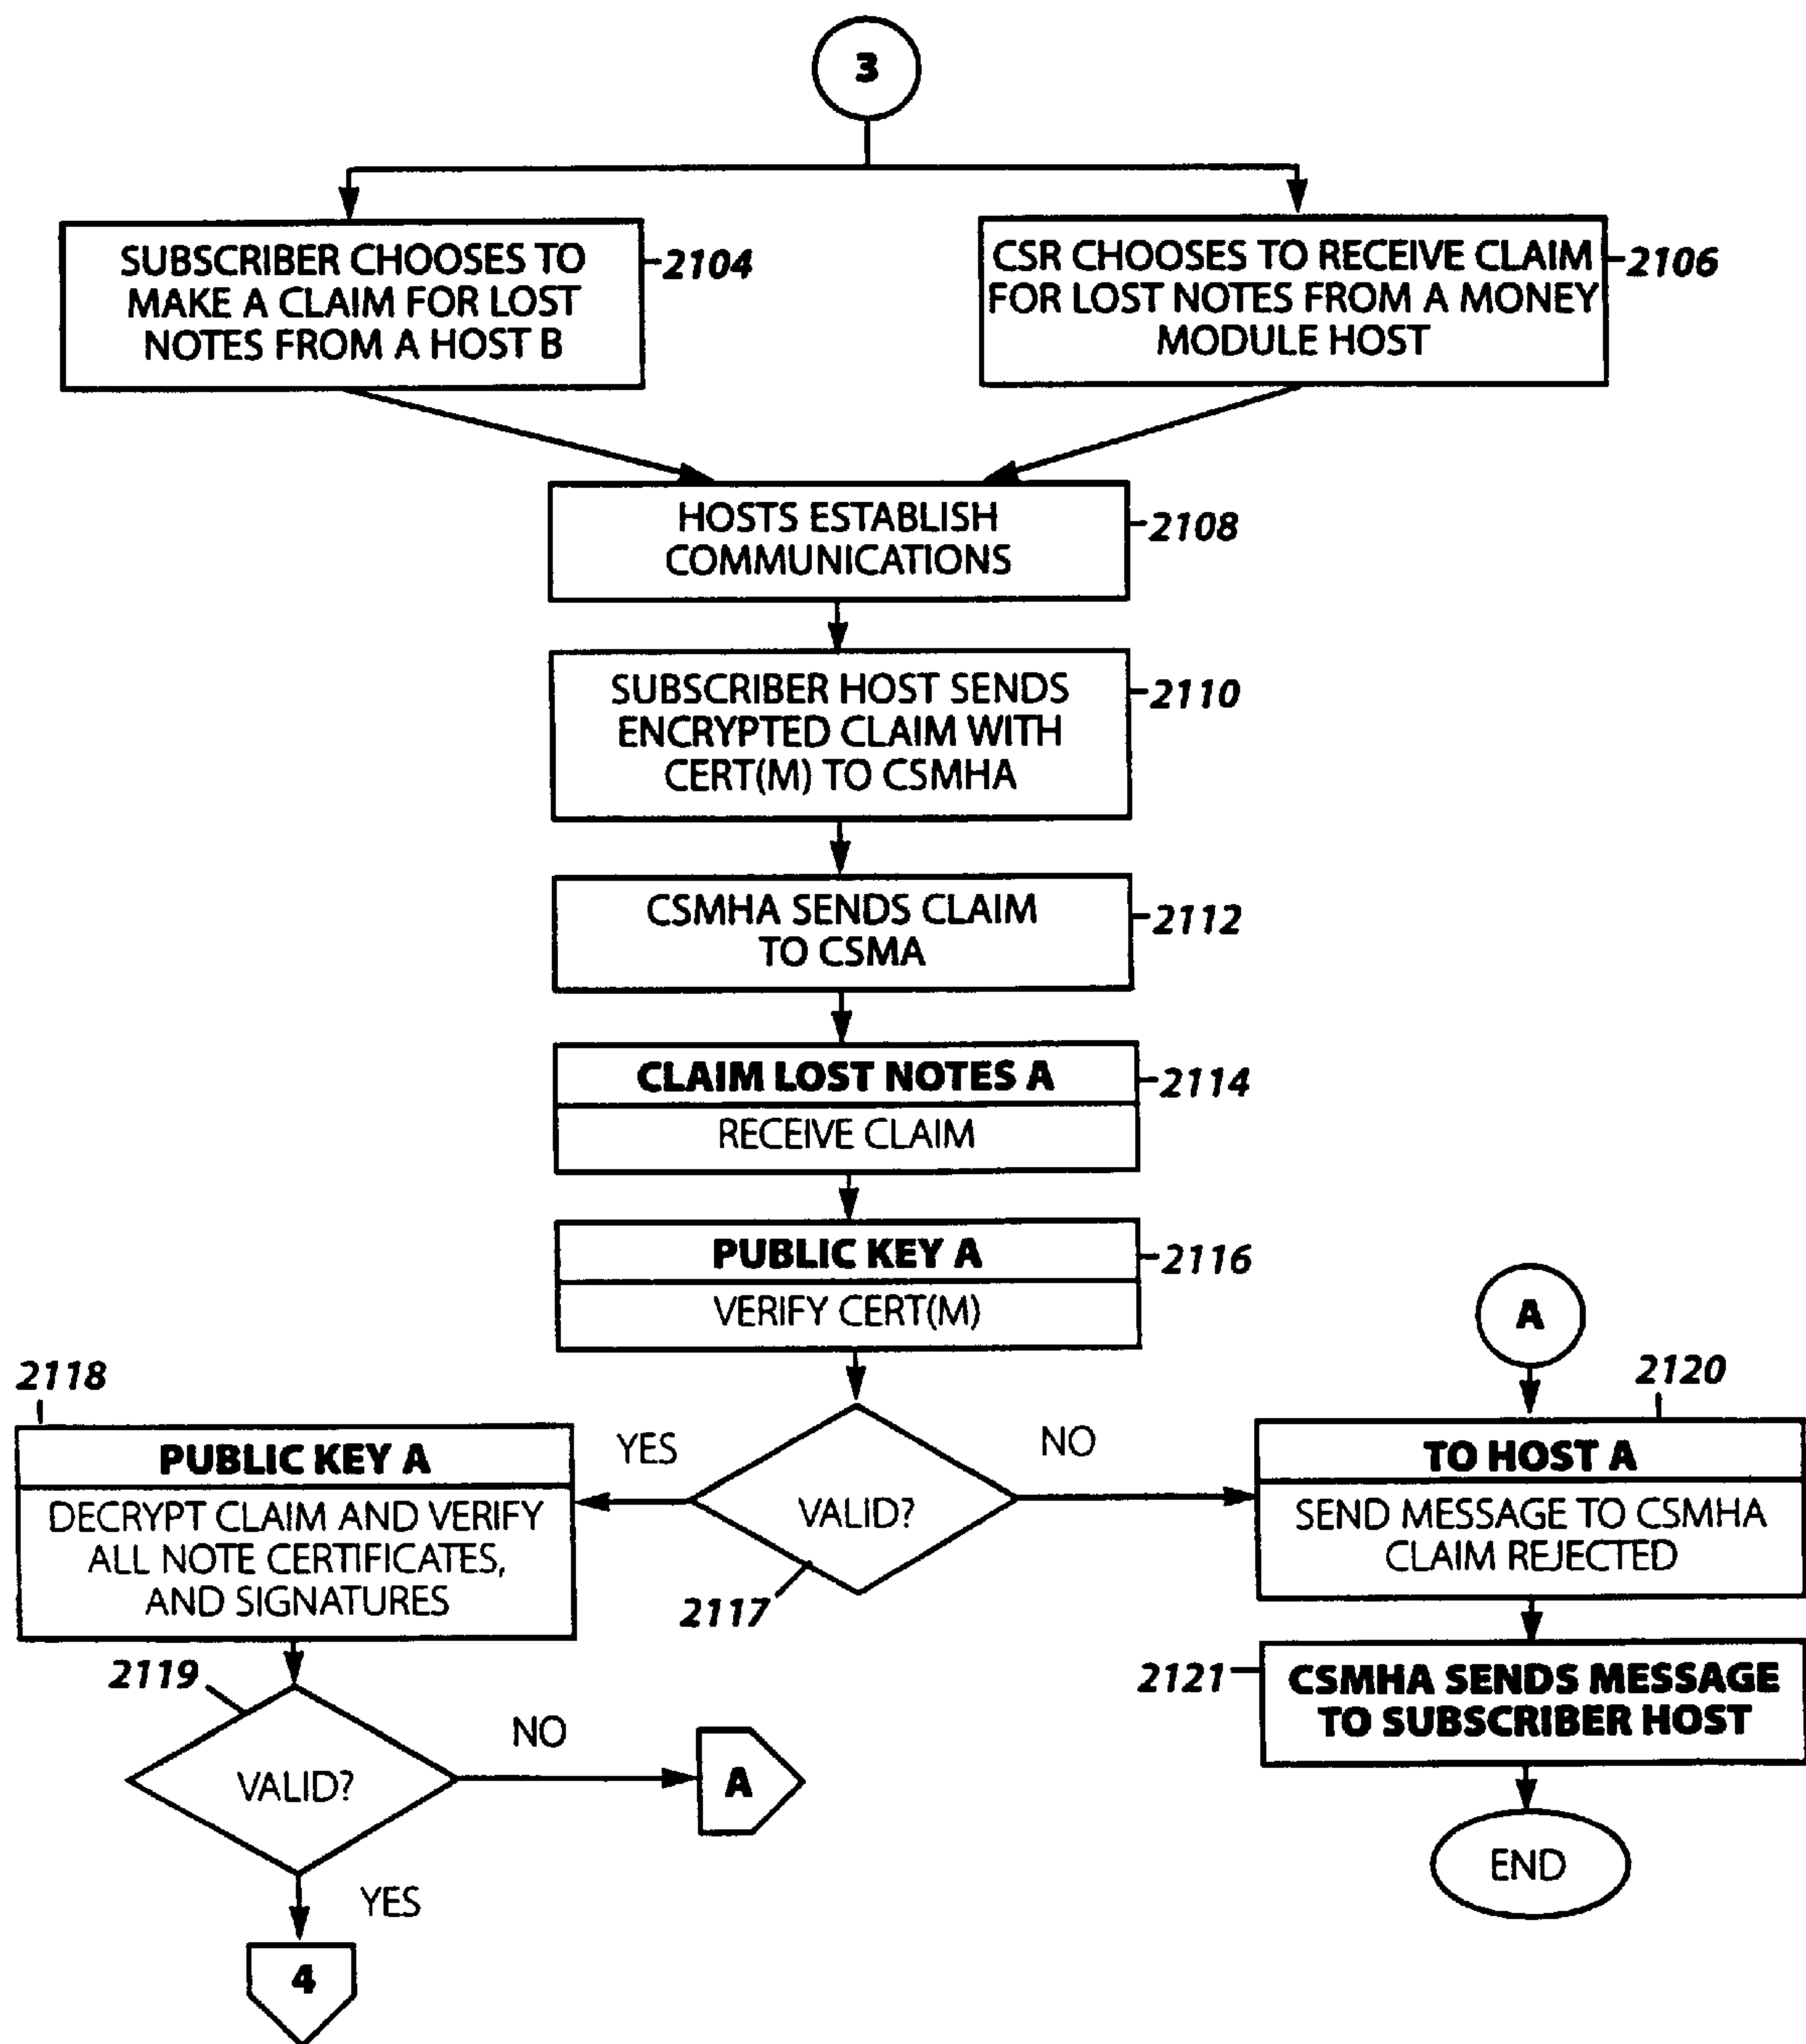 3
SUBSCRIBER CHOOSES TO
MAKE A CLAIM FOR LOST
NOTES FROM A HOST B
2104
CSR CHOOSES TO RECEIVE CLAIM
FOR LOST NOTES FROM A MONEY
MODULE HOST
2106
HOSTS ESTABLISH
COMMUNICATIONS
2108
SUBSCRIBER HOST SENDS
ENCRYPTED CLAIM WITH
CERT(M) TO CSMHA
2110
CSMHA SENDS CLAIM
TO CSMA
2112
CLAIM LOST NOTES A
2114
RECEIVE CLAIM
PUBLIC KEY A
2116
VERIFY CERT(M)
VALID?
2117
YES
NO
2118
PUBLIC KEY A
DECRYPT CLAIM AND VERIFY
ALL NOTE CERTIFICATES,
AND SIGNATURES
A
2120
TO HOST A
SEND MESSAGE TO CSMHA
CLAIM REJECTED
2121
CSMHA SENDS MESSAGE
TO SUBSCRIBER HOST
END
2119
VALID?
NO
A
YES
4